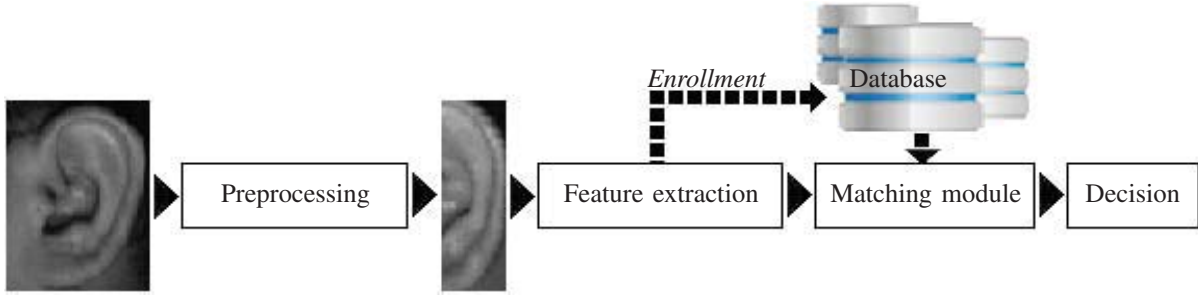 Enrollment
Database
Preprocessing
Feature extraction
Matching module
Decision